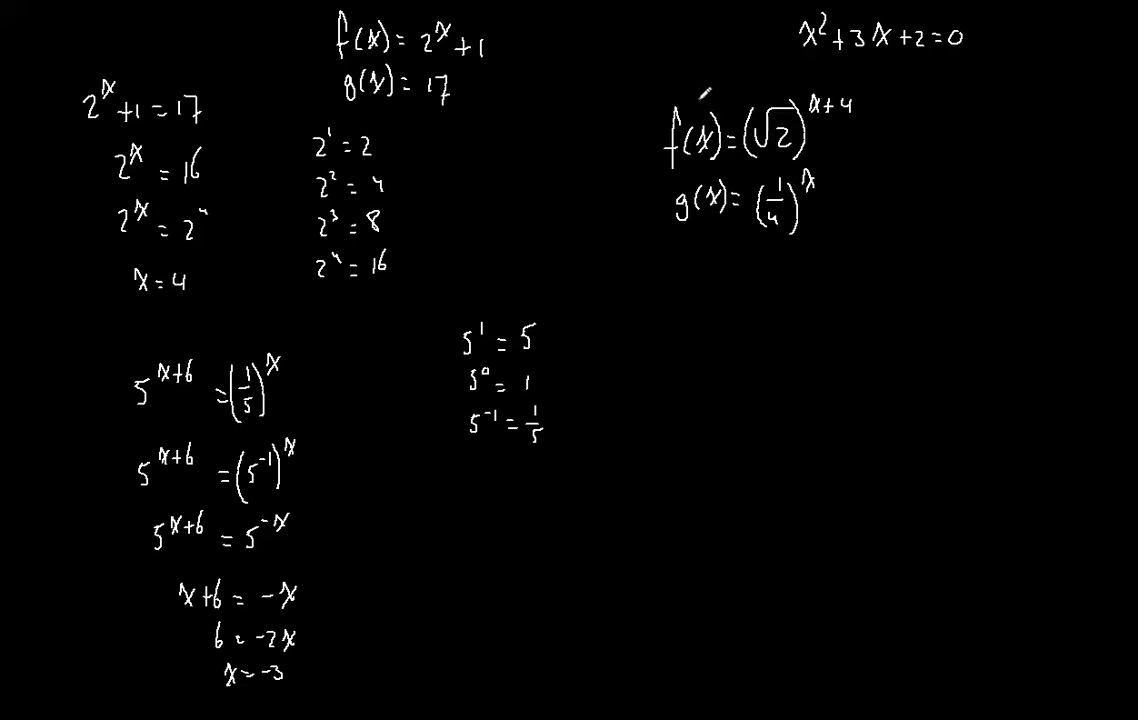 f(x) = 2^x + 1
g(x) = 17
2^x + 1 = 17
2^x = 16
2^x = 2^4
x = 4
2^1 = 2
2^2 = 4
2^3 = 8
2^4 = 16
5^{x+6} = (1/5)^x
5^{x+6} = (5^{-1})^x
5^{x+6} = 5^{-x}
x+6 = -x
6 = -2x
x = -3
5^1 = 5
5^0 = 1
5^{-1} = 1/5
x^2 + 3x + 2 = 0
f(x) = (√2)^{x+4}
g(x) = (1/4)^x